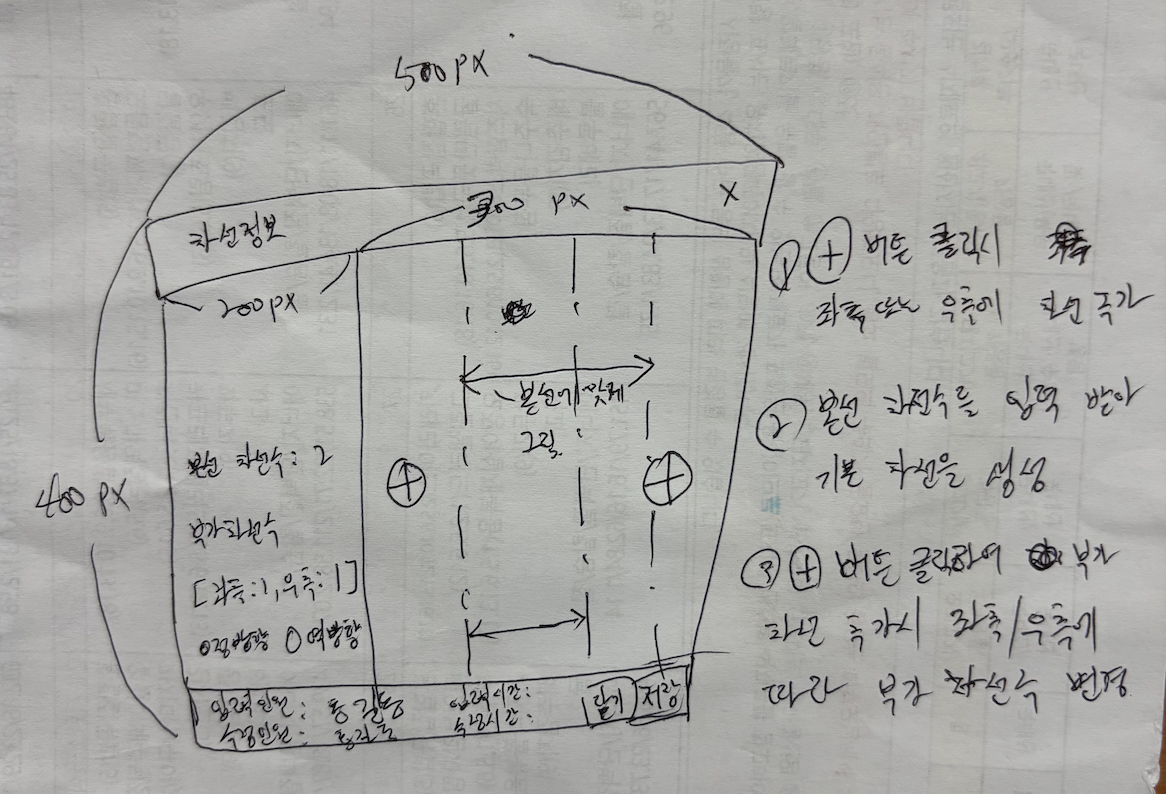 500 PX
차선정보
300 PX
X
200PX
400 PX
본선에 맞게
그림.
본선 차선수: 2
부가차선수
[좌측:1, 우측:1]
○정방향 ○역방향
입력인원: 홍길동
입력시간:
수정인원: 홍길동
수정시간:
닫기
저장
① ⊕ 버튼 클릭시
좌측 또는 우측에 차선 추가
② 본선 차선수를 입력 받아
기본 차선을 생성
③ ⊕ 버튼 클릭하여 부가
차선 추가시 좌측/우측에
따라 부가 차선수 변경